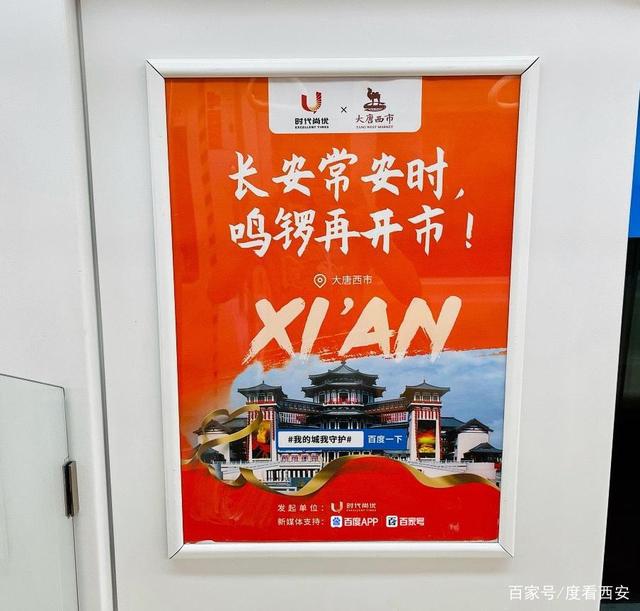 时代尚优 × 大唐西市
EXCELLENT TIMES TANG WEST MARKET
长安常安时，
鸣锣再开市！
大唐西市
XI'AN
#我的城我守护# 百度一下
发起单位： 时代尚优
EXCELLENT TIMES
新媒体支持： 百度APP 百家号
百家号/度看西安